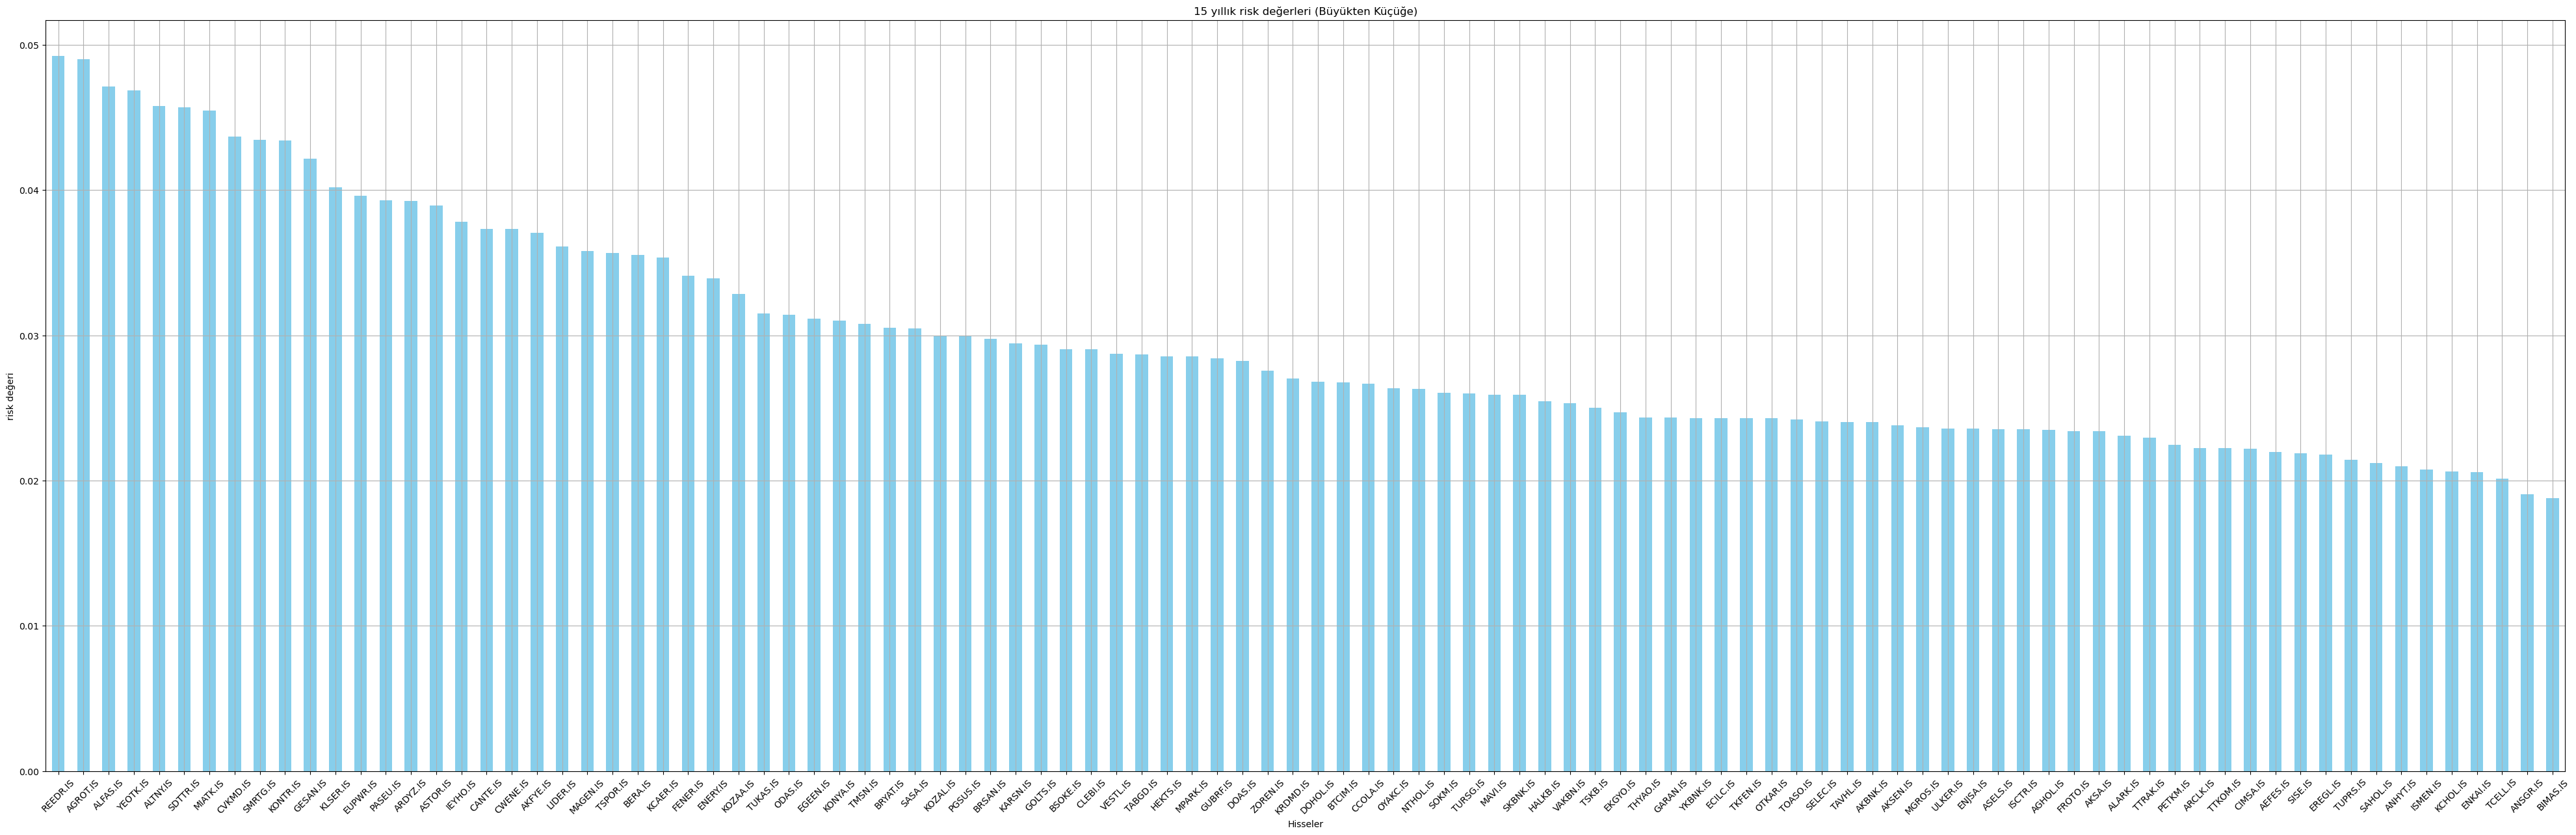 15 yıllık risk değerleri (Büyükten Küçüğe)
risk değeri
0.05
0.04
0.03
0.02
0.01
0.00
REEDR.IS
AGROT.IS
ALFAS.IS
YEOTK.IS
ALTNY.IS
SDTTR.IS
MIATK.IS
CVKMD.IS
SMRTG.IS
KONTR.IS
GESAN.IS
KLSER.IS
EUPWR.IS
PASEU.IS
ARDYZ.IS
ASTOR.IS
IEYHO.IS
CANTE.IS
CWENE.IS
AKFYE.IS
LIDER.IS
MAGEN.IS
TSPOR.IS
BERA.IS
KCAER.IS
FENER.IS
ENERY.IS
KOZAA.IS
TUKAS.IS
ODAS.IS
EGEEN.IS
KONYA.IS
TMSN.IS
BRYAT.IS
SASA.IS
KOZAL.IS
PGSUS.IS
BRSAN.IS
KARSN.IS
GOLTS.IS
BSOKE.IS
CLEBI.IS
VESTL.IS
TABGD.IS
HEKTS.IS
MPARK.IS
GUBRF.IS
DOAS.IS
ZOREN.IS
KRDMD.IS
DOHOL.IS
BTCIM.IS
CCOLA.IS
OYAKC.IS
NTHOL.IS
SOKM.IS
TURSG.IS
MAVI.IS
SKBNK.IS
HALKB.IS
VAKBN.IS
TSKB.IS
EKGYO.IS
THYAO.IS
GARAN.IS
YKBNK.IS
ECILC.IS
TKFEN.IS
OTKAR.IS
TOASO.IS
SELEC.IS
TAVHL.IS
AKBNK.IS
AKSEN.IS
MGROS.IS
ULKER.IS
ENJSA.IS
ASELS.IS
ISCTR.IS
AGHOL.IS
FROTO.IS
AKSA.IS
ALARK.IS
TTRAK.IS
PETKM.IS
ARCLK.IS
TTKOM.IS
CIMSA.IS
AEFES.IS
SISE.IS
EREGL.IS
TUPRS.IS
SAHOL.IS
ANHYT.IS
ISMEN.IS
KCHOL.IS
ENKAI.IS
TCELL.IS
ANSGR.IS
BIMAS.IS
Hisseler